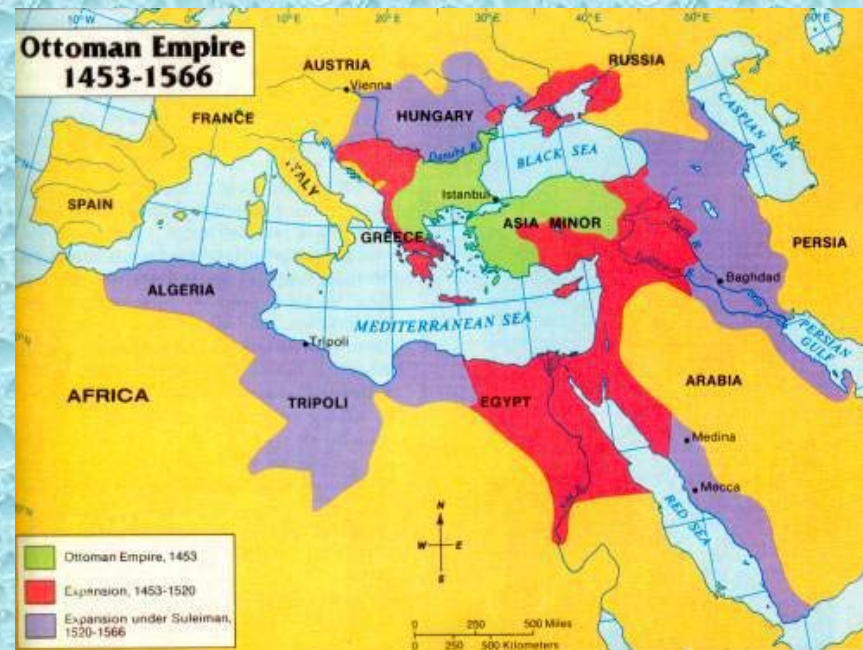 Ottoman Empire
1453-1566
10° W
0°
10° E
20° E
30° E
40° E
50° E
60° E
RUSSIA
AUSTRIA
Vienna
CASPIAN SEA
FRANCE
HUNGARY
Danube R.
BLACK SEA
ITALY
Istanbul
SPAIN
ASIA MINOR
GREECE
PERSIA
Tigris R.
Euphrates R.
Baghdad
ALGERIA
MEDITERRANEAN SEA
Tripoli
PERSIAN
GULF
ARABIA
AFRICA
TRIPOLI
EGYPT
Medina
Mecca
RED SEA
N
W E
S
Ottoman Empire, 1453
Expansion, 1453-1520
Expansion under Suleiman,
1520-1566
0 250 500 Miles
0 250 500 Kilometers